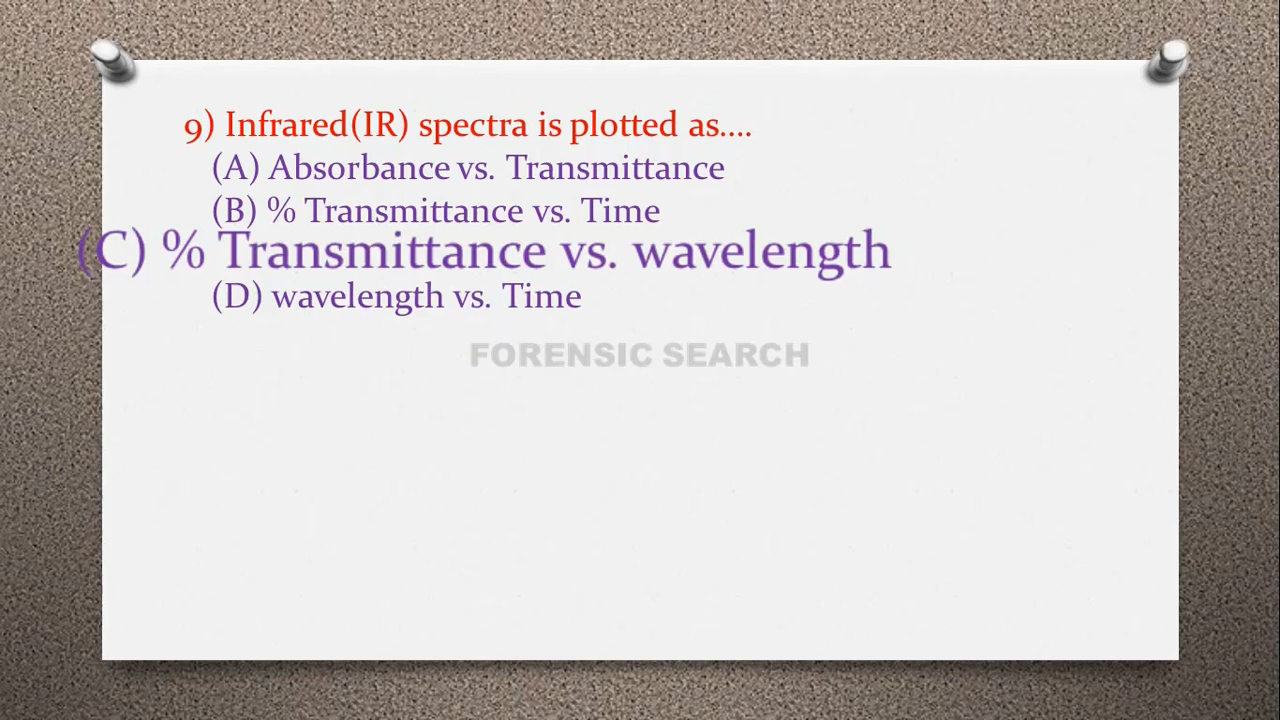 9) Infrared(IR) spectra is plotted as....
(A) Absorbance vs. Transmittance
(B) % Transmittance vs. Time
(C) % Transmittance vs. wavelength
(D) wavelength vs. Time
FORENSIC SEARCH